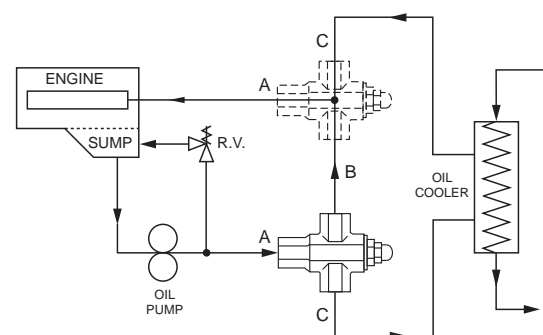 C
ENGINE
A
SUMP
R.V.
B
OIL
COOLER
A
OIL
PUMP
C